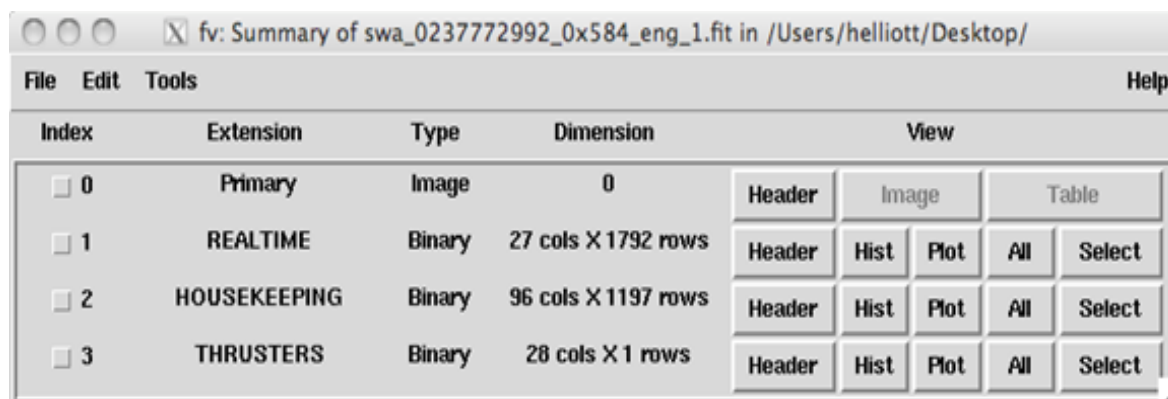 X fv: Summary of swa_0237772992_0x584_eng_1.fit in /Users/helliott/Desktop/
File Edit Tools Help
Index Extension Type Dimension View
0 Primary Image 0 Header Image Table
1 REALTIME Binary 27 cols X 1792 rows Header Hist Plot All Select
2 HOUSEKEEPING Binary 96 cols X 1197 rows Header Hist Plot All Select
3 THRUSTERS Binary 28 cols X 1 rows Header Hist Plot All Select